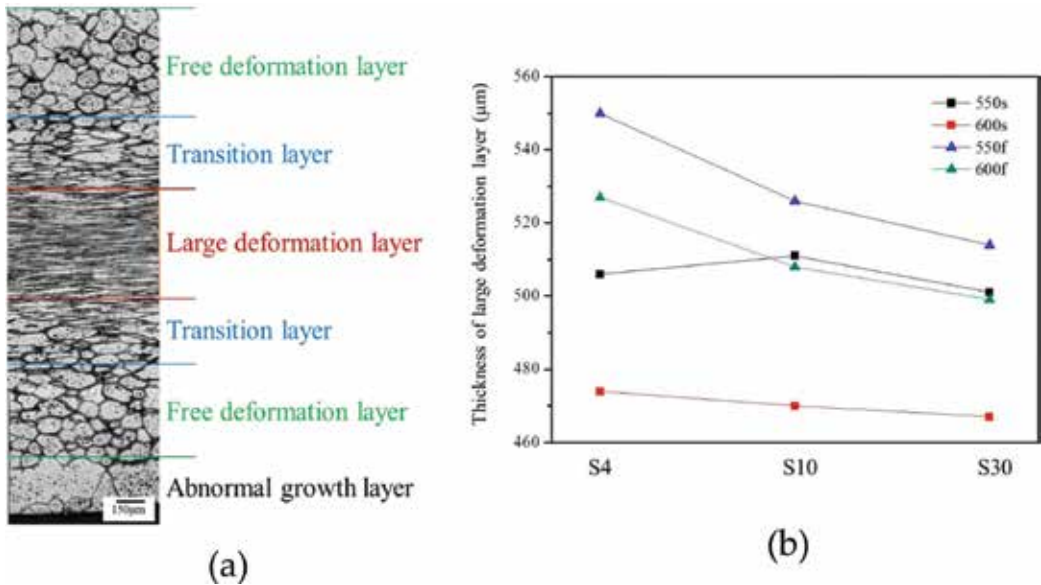 Free deformation layer
Transition layer
Large deformation layer
Transition layer
Free deformation layer
Abnormal growth layer
150μm
(a)
Thickness of large deformation layer (μm)
560
540
520
500
480
460
S4 S10 S30
550s
600s
550f
600f
(b)